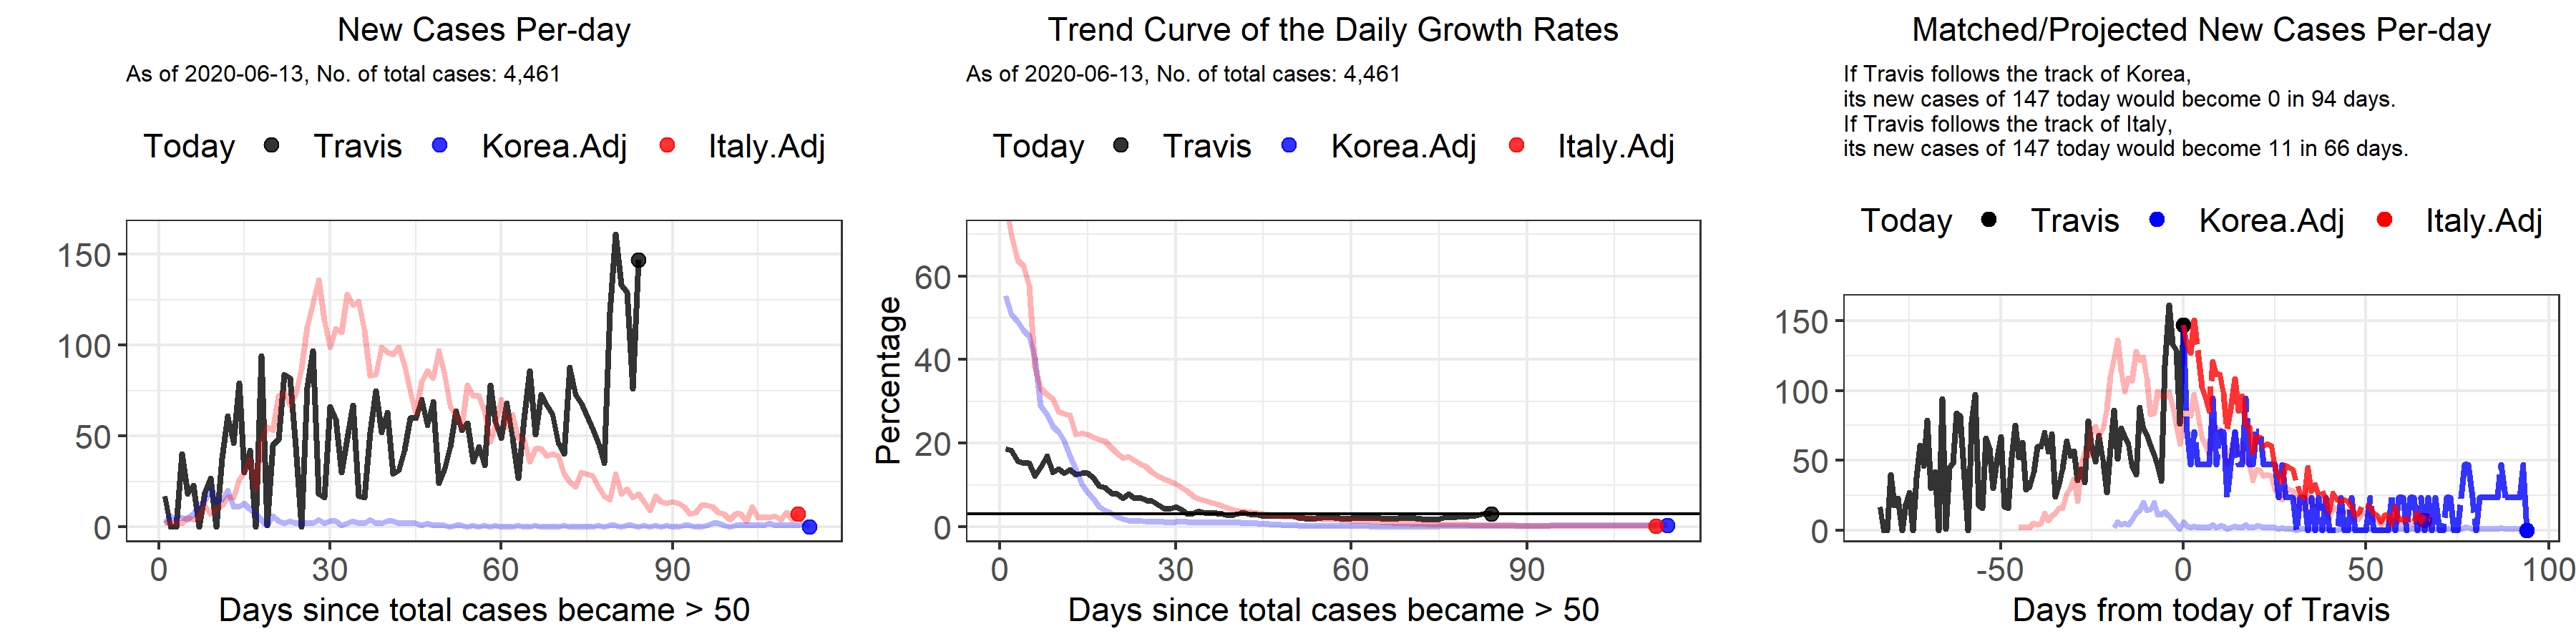 New Cases Per-day
As of 2020-06-13, No. of total cases: 4,461
Today Travis Korea.Adj Italy.Adj
150
100
50
0
0 30 60 90
Days since total cases became > 50
Trend Curve of the Daily Growth Rates
As of 2020-06-13, No. of total cases: 4,461
Today Travis Korea.Adj Italy.Adj
Percentage
60
40
20
0
0 30 60 90
Days since total cases became > 50
Matched/Projected New Cases Per-day
If Travis follows the track of Korea,
its new cases of 147 today would become 0 in 94 days.
If Travis follows the track of Italy,
its new cases of 147 today would become 11 in 66 days.
Today Travis Korea.Adj Italy.Adj
150
100
50
0
-50 0 50 100
Days from today of Travis